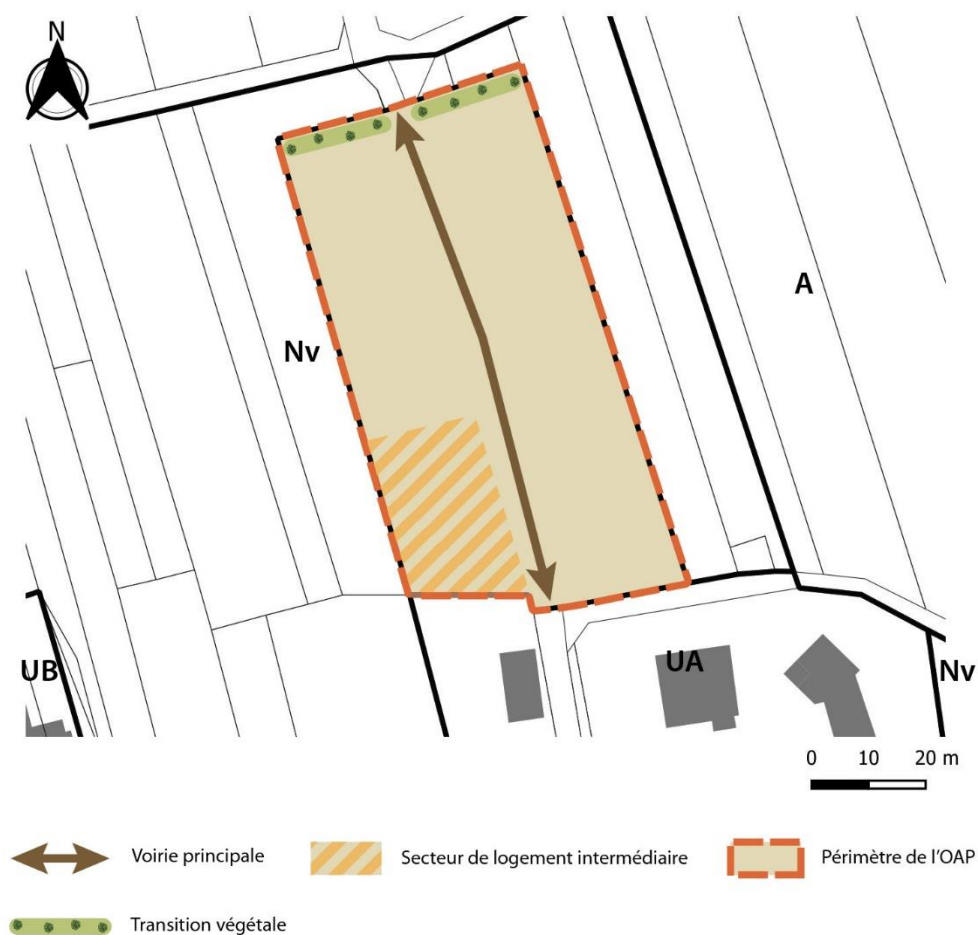 N
A
Nv
UB
UA
Nv
0 10 20 m
Voirie principale
Secteur de logement intermédiaire
Périmètre de l'OAP
Transition végétale